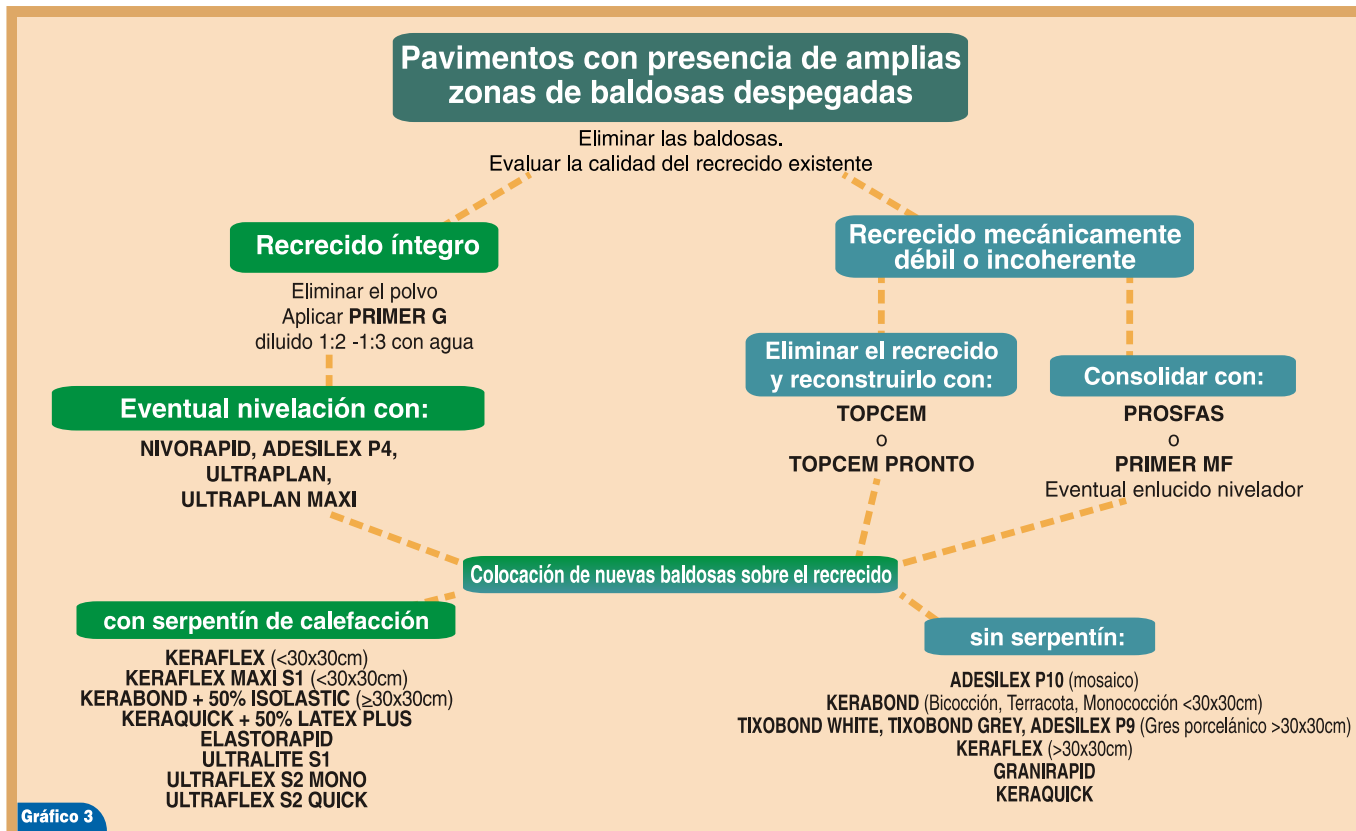 Pavimentos con presencia de amplias
zonas de baldosas despegadas
Eliminar las baldosas.
Evaluar la calidad del recrecido existente
Recrecido íntegro
Eliminar el polvo
Aplicar PRIMER G
diluido 1:2 -1:3 con agua
Eventual nivelación con:
NIVORAPID, ADESILEX P4,
ULTRAPLAN,
ULTRAPLAN MAXI
Recrecido mecánicamente
débil o incoherente
Eliminar el recrecido
y reconstruirlo con:
TOPCEM
o
TOPCEM PRONTO
Consolidar con:
PROSFAS
o
PRIMER MF
Eventual enlucido nivelador
Colocación de nuevas baldosas sobre el recrecido
con serpentín de calefacción
KERAFLEX (<30x30cm)
KERAFLEX MAXI S1 (<30x30cm)
KERABOND + 50% ISOLASTIC (≥30x30cm)
KERAQUICK + 50% LATEX PLUS
ELASTORAPID
ULTRALITE S1
ULTRAFLEX S2 MONO
ULTRAFLEX S2 QUICK
sin serpentín:
ADESILEX P10 (mosaico)
KERABOND (Bicocción, Terracota, Monococción <30x30cm)
TIXOBOND WHITE, TIXOBOND GREY, ADESILEX P9 (Gres porcelánico >30x30cm)
KERAFLEX (>30x30cm)
GRANIRAPID
KERAQUICK
Gráfico 3